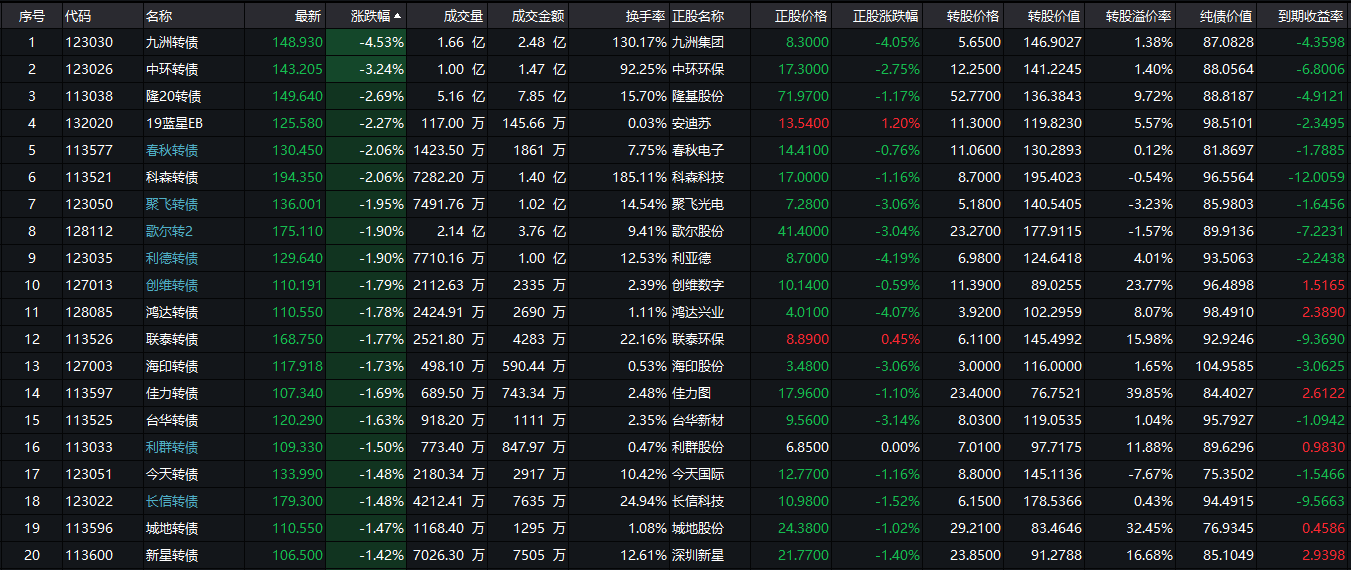 序号 代码 名称 最新 涨跌幅 成交量 成交金额 换手率 正股名称 正股价格 正股涨跌幅 转股价格 转股价值 转股溢价率 纯债价值 到期收益率
1 123030 九洲转债 148.930 -4.53% 1.66 亿 2.48 亿 130.17% 九洲集团 8.3000 -4.05% 5.6500 146.9027 1.38% 87.0828 -4.3598
2 123026 中环转债 143.205 -3.24% 1.00 亿 1.47 亿 92.25% 中环环保 17.3000 -2.75% 12.2500 141.2245 1.40% 88.0564 -6.8006
3 113038 隆20转债 149.640 -2.69% 5.16 亿 7.85 亿 15.70% 隆基股份 71.9700 -1.17% 52.7700 136.3843 9.72% 88.8187 -4.9121
4 132020 19蓝星EB 125.580 -2.27% 117.00 万 145.66 万 0.03% 安迪苏 13.5400 1.20% 11.3000 119.8230 5.57% 98.5101 -2.3495
5 113577 春秋转债 130.450 -2.06% 1423.50 万 1861 万 7.75% 春秋电子 14.4100 -0.76% 11.0600 130.2893 0.12% 81.8697 -1.7885
6 113521 科森转债 194.350 -2.06% 7282.20 万 1.40 亿 185.11% 科森科技 17.0000 -1.16% 8.7000 195.4023 -0.54% 96.5564 -12.0059
7 123050 聚飞转债 136.001 -1.95% 7491.76 万 1.02 亿 14.54% 聚飞光电 7.2800 -3.06% 5.1800 140.5405 -3.23% 85.9803 -1.6456
8 128112 歌尔转2 175.110 -1.90% 2.14 亿 3.76 亿 9.41% 歌尔股份 41.4000 -3.04% 23.2700 177.9115 -1.57% 89.9136 -7.2231
9 123035 利德转债 129.640 -1.90% 7710.16 万 1.00 亿 12.53% 利亚德 8.7000 -4.19% 6.9800 124.6418 4.01% 93.5063 -2.2438
10 127013 创维转债 110.191 -1.79% 2112.63 万 2335 万 2.39% 创维数字 10.1400 -0.59% 11.3900 89.0255 23.77% 96.4898 1.5165
11 128085 鸿达转债 110.550 -1.78% 2424.91 万 2690 万 1.11% 鸿达兴业 4.0100 -4.07% 3.9200 102.2959 8.07% 98.4910 2.3890
12 113526 联泰转债 168.750 -1.77% 2521.80 万 4283 万 22.16% 联泰环保 8.8900 0.45% 6.1100 145.4992 15.98% 92.9246 -9.3690
13 127003 海印转债 117.918 -1.73% 498.10 万 590.44 万 0.53% 海印股份 3.4800 -3.06% 3.0000 116.0000 1.65% 104.9585 -3.0625
14 113597 佳力转债 107.340 -1.69% 689.50 万 743.34 万 2.48% 佳力图 17.9600 -1.10% 23.4000 76.7521 39.85% 84.4027 2.6122
15 113525 台华转债 120.290 -1.63% 918.20 万 1111 万 2.35% 台华新材 9.5600 -3.14% 8.0300 119.0535 1.04% 95.7927 -1.0942
16 113033 利群转债 109.330 -1.50% 773.40 万 847.97 万 0.47% 利群股份 6.8500 0.00% 7.0100 97.7175 11.88% 89.6296 0.9830
17 123051 今天转债 133.990 -1.48% 2180.34 万 2917 万 10.42% 今天国际 12.7700 -1.16% 8.8000 145.1136 -7.67% 75.3502 -1.5466
18 123022 长信转债 179.300 -1.48% 4212.41 万 7635 万 24.94% 长信科技 10.9800 -1.52% 6.1500 178.5366 0.43% 94.4915 -9.5663
19 113596 城地转债 110.550 -1.47% 1168.40 万 1295 万 1.08% 城地股份 24.3800 -1.02% 29.2100 83.4646 32.45% 76.9345 0.4586
20 113600 新星转债 106.500 -1.42% 7026.30 万 7505 万 12.61% 深圳新星 21.7700 -1.40% 23.8500 91.2788 16.68% 85.1049 2.9398